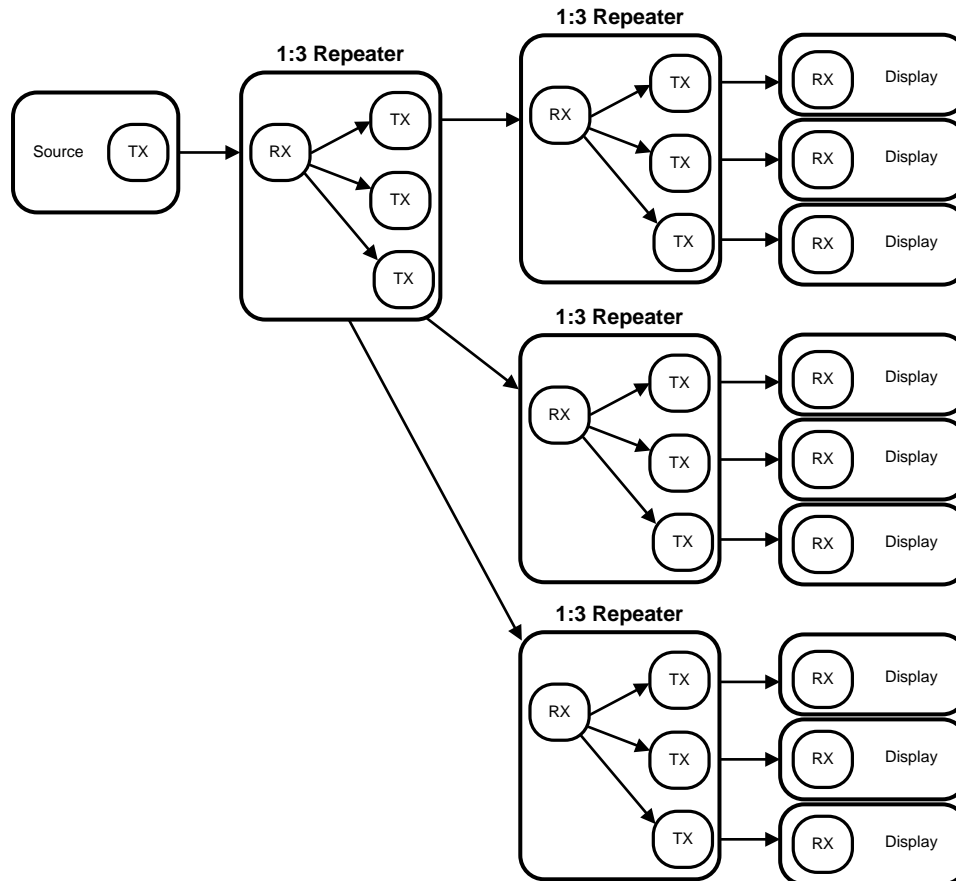 1:3 Repeater
Source
TX
RX
TX
TX
TX
1:3 Repeater
RX
TX
TX
TX
RX
Display
RX
Display
RX
Display
1:3 Repeater
RX
TX
TX
TX
RX
Display
RX
Display
RX
Display
1:3 Repeater
RX
TX
TX
TX
RX
Display
RX
Display
RX
Display